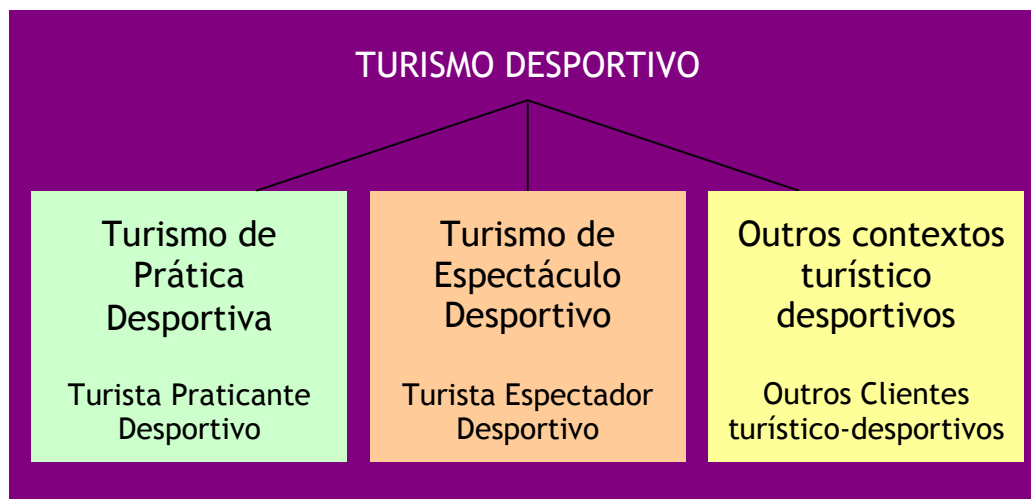 TURISMO DESPORTIVO
Turismo de
Prática
Desportiva
Turista Praticante
Desportivo
Turismo de
Espectáculo
Desportivo
Turista Espectador
Desportivo
Outros contextos
turístico
desportivos
Outros Clientes
turístico-desportivos